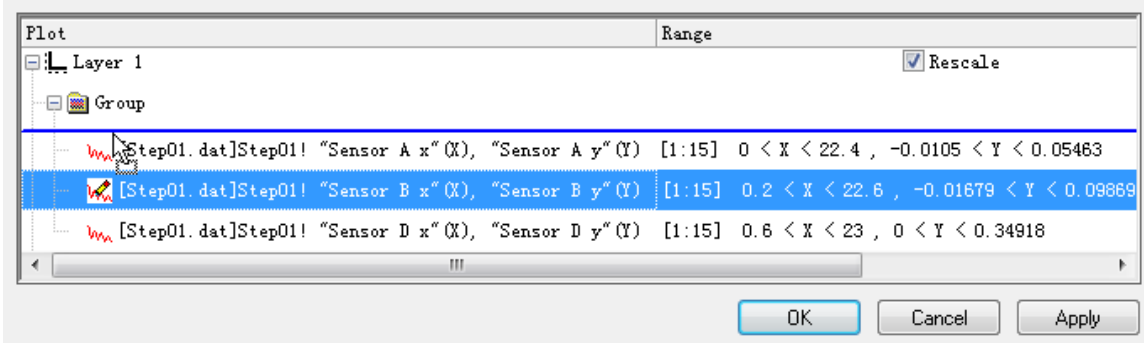 Plot Range
Layer 1 Rescale
Group
[Step01.dat]Step01! "Sensor A x"(X), "Sensor A y"(Y) [1:15] 0 < X < 22.4 , -0.0105 < Y < 0.05463
[Step01.dat]Step01! "Sensor B x"(X), "Sensor B y"(Y) [1:15] 0.2 < X < 22.6 , -0.01679 < Y < 0.09869
[Step01.dat]Step01! "Sensor D x"(X), "Sensor D y"(Y) [1:15] 0.6 < X < 23 , 0 < Y < 0.34918
OK Cancel Apply